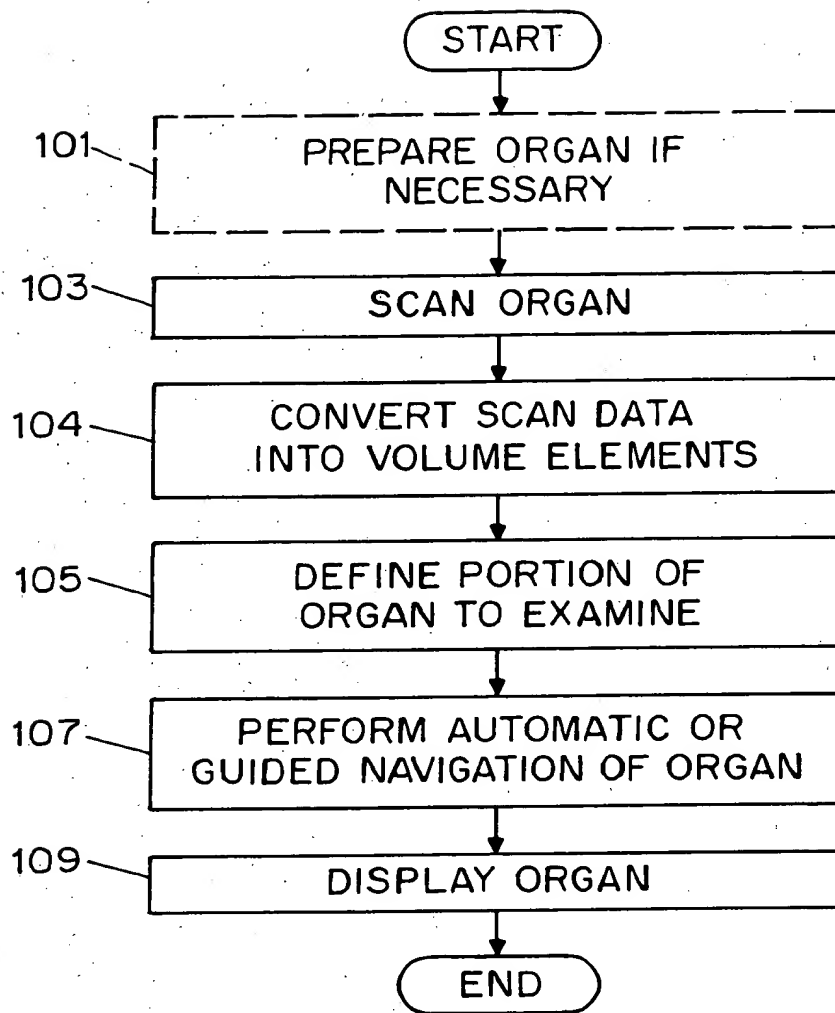 START
101
PREPARE ORGAN IF
NECESSARY
103
SCAN ORGAN
104
CONVERT SCAN DATA
INTO VOLUME ELEMENTS
105
DEFINE PORTION OF
ORGAN TO EXAMINE
107
PERFORM AUTOMATIC OR
GUIDED NAVIGATION OF ORGAN
109
DISPLAY ORGAN
END